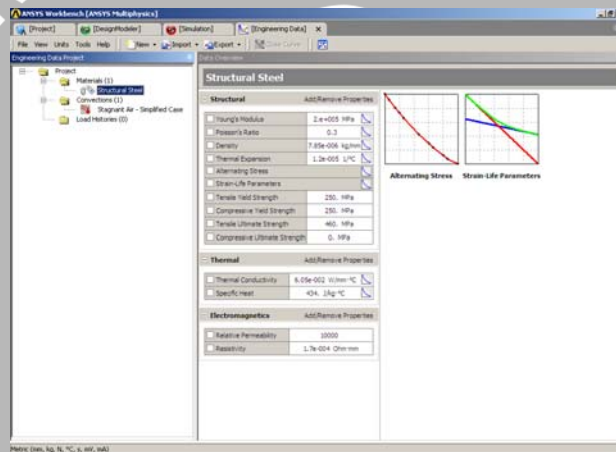 ANSYS Workbench [ANSYS Multiphysics]
[Project] [DesignModeler] [Simulation] [Engineering Data]
File View Units Tools Help New Import Export Close Curve
Engineering Data Project
Data Overview
Project
Materials (1)
Structural Steel
Convections (1)
Stagnant Air - Simplified Case
Load Histories (0)
Structural Steel
Structural Add/Remove Properties
Young's Modulus 2.e+005 MPa
Poisson's Ratio 0.3
Density 7.85e-006 kg/mm
Thermal Expansion 1.2e-005 1/°C
Alternating Stress
Strain-Life Parameters
Tensile Yield Strength 250. MPa
Compressive Yield Strength 250. MPa
Tensile Ultimate Strength 460. MPa
Compressive Ultimate Strength 0. MPa
Alternating Stress Strain-Life Parameters
Thermal Add/Remove Properties
Thermal Conductivity 6.05e-002 W/mm·°C
Specific Heat 434. J/kg·°C
Electromagnetics Add/Remove Properties
Relative Permeability 10000
Resistivity 1.7e-004 Ohm·mm
Metric (mm, kg, N, °C, s, mV, mA)